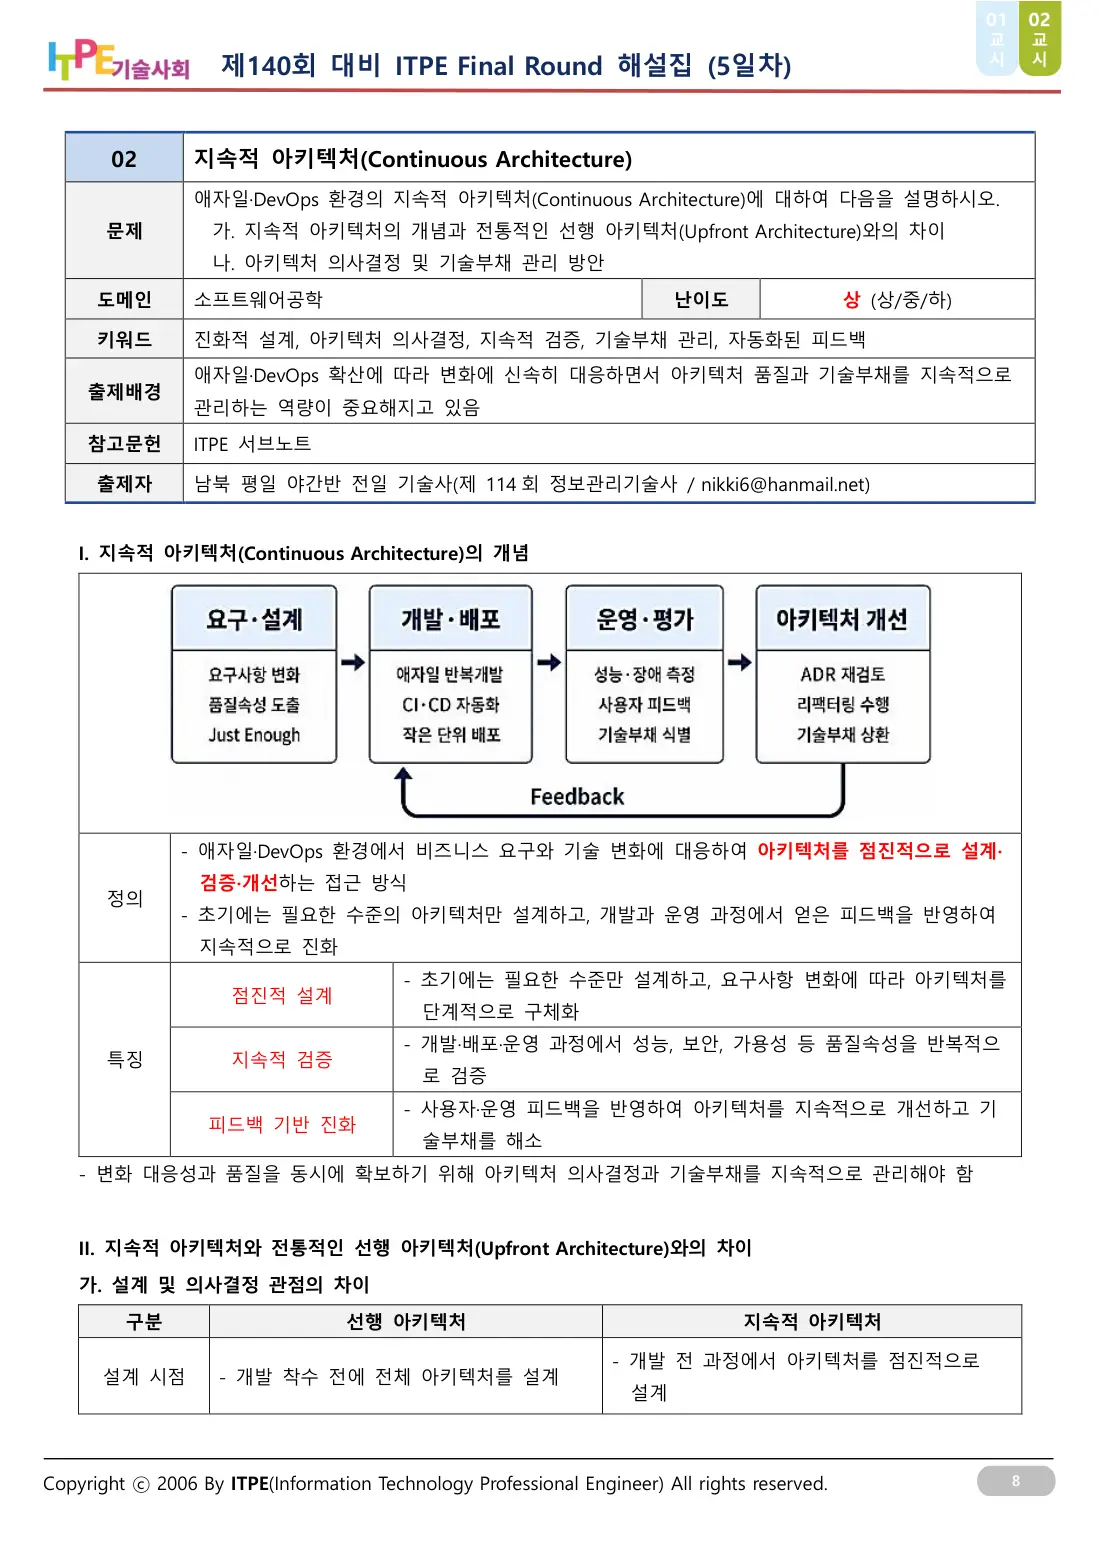 ITPE기술사회 제140회 대비 ITPE Final Round 해설집 (5일차)
01 교시
02 교시
02 지속적 아키텍처(Continuous Architecture)
문제
애자일·DevOps 환경의 지속적 아키텍처(Continuous Architecture)에 대하여 다음을 설명하시오.
가. 지속적 아키텍처의 개념과 전통적인 선행 아키텍처(Upfront Architecture)와의 차이
나. 아키텍처 의사결정 및 기술부채 관리 방안
도메인 소프트웨어공학 난이도 상 (상/중/하)
키워드 진화적 설계, 아키텍처 의사결정, 지속적 검증, 기술부채 관리, 자동화된 피드백
출제배경
애자일·DevOps 확산에 따라 변화에 신속히 대응하면서 아키텍처 품질과 기술부채를 지속적으로
관리하는 역량이 중요해지고 있음
참고문헌 ITPE 서브노트
출제자 남북 평일 야간반 전일 기술사(제 114회 정보관리기술사 / nikki6@hanmail.net)
I. 지속적 아키텍처(Continuous Architecture)의 개념
요구·설계
요구사항 변화
품질속성 도출
Just Enough
개발·배포
애자일 반복개발
CI·CD 자동화
작은 단위 배포
운영·평가
성능·장애 측정
사용자 피드백
기술부채 식별
아키텍처 개선
ADR 재검토
리팩터링 수행
기술부채 상환
Feedback
정의
- 애자일·DevOps 환경에서 비즈니스 요구와 기술 변화에 대응하여 아키텍처를 점진적으로 설계·
검증·개선하는 접근 방식
- 초기에는 필요한 수준의 아키텍처만 설계하고, 개발과 운영 과정에서 얻은 피드백을 반영하여
지속적으로 진화
특징
점진적 설계
- 초기에는 필요한 수준만 설계하고, 요구사항 변화에 따라 아키텍처를
단계적으로 구체화
지속적 검증
- 개발·배포·운영 과정에서 성능, 보안, 가용성 등 품질속성을 반복적으
로 검증
피드백 기반 진화
- 사용자·운영 피드백을 반영하여 아키텍처를 지속적으로 개선하고 기
술부채를 해소
- 변화 대응성과 품질을 동시에 확보하기 위해 아키텍처 의사결정과 기술부채를 지속적으로 관리해야 함
II. 지속적 아키텍처와 전통적인 선행 아키텍처(Upfront Architecture)와의 차이
가. 설계 및 의사결정 관점의 차이
구분 선행 아키텍처 지속적 아키텍처
설계 시점 - 개발 착수 전에 전체 아키텍처를 설계
- 개발 전 과정에서 아키텍처를 점진적으로
설계
Copyright ⓒ 2006 By ITPE(Information Technology Professional Engineer) All rights reserved. 8